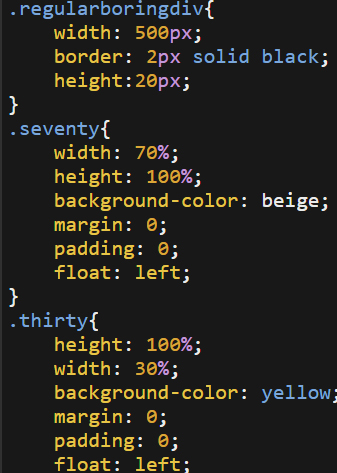 .regularboringdiv{
width: 500px;
border: 2px solid black;
height:20px;
}
.seventy{
width: 70%;
height: 100%;
background-color: beige;
margin: 0;
padding: 0;
float: left;
}
.thirty{
height: 100%;
width: 30%;
background-color: yellow;
margin: 0;
padding: 0;
float: left;